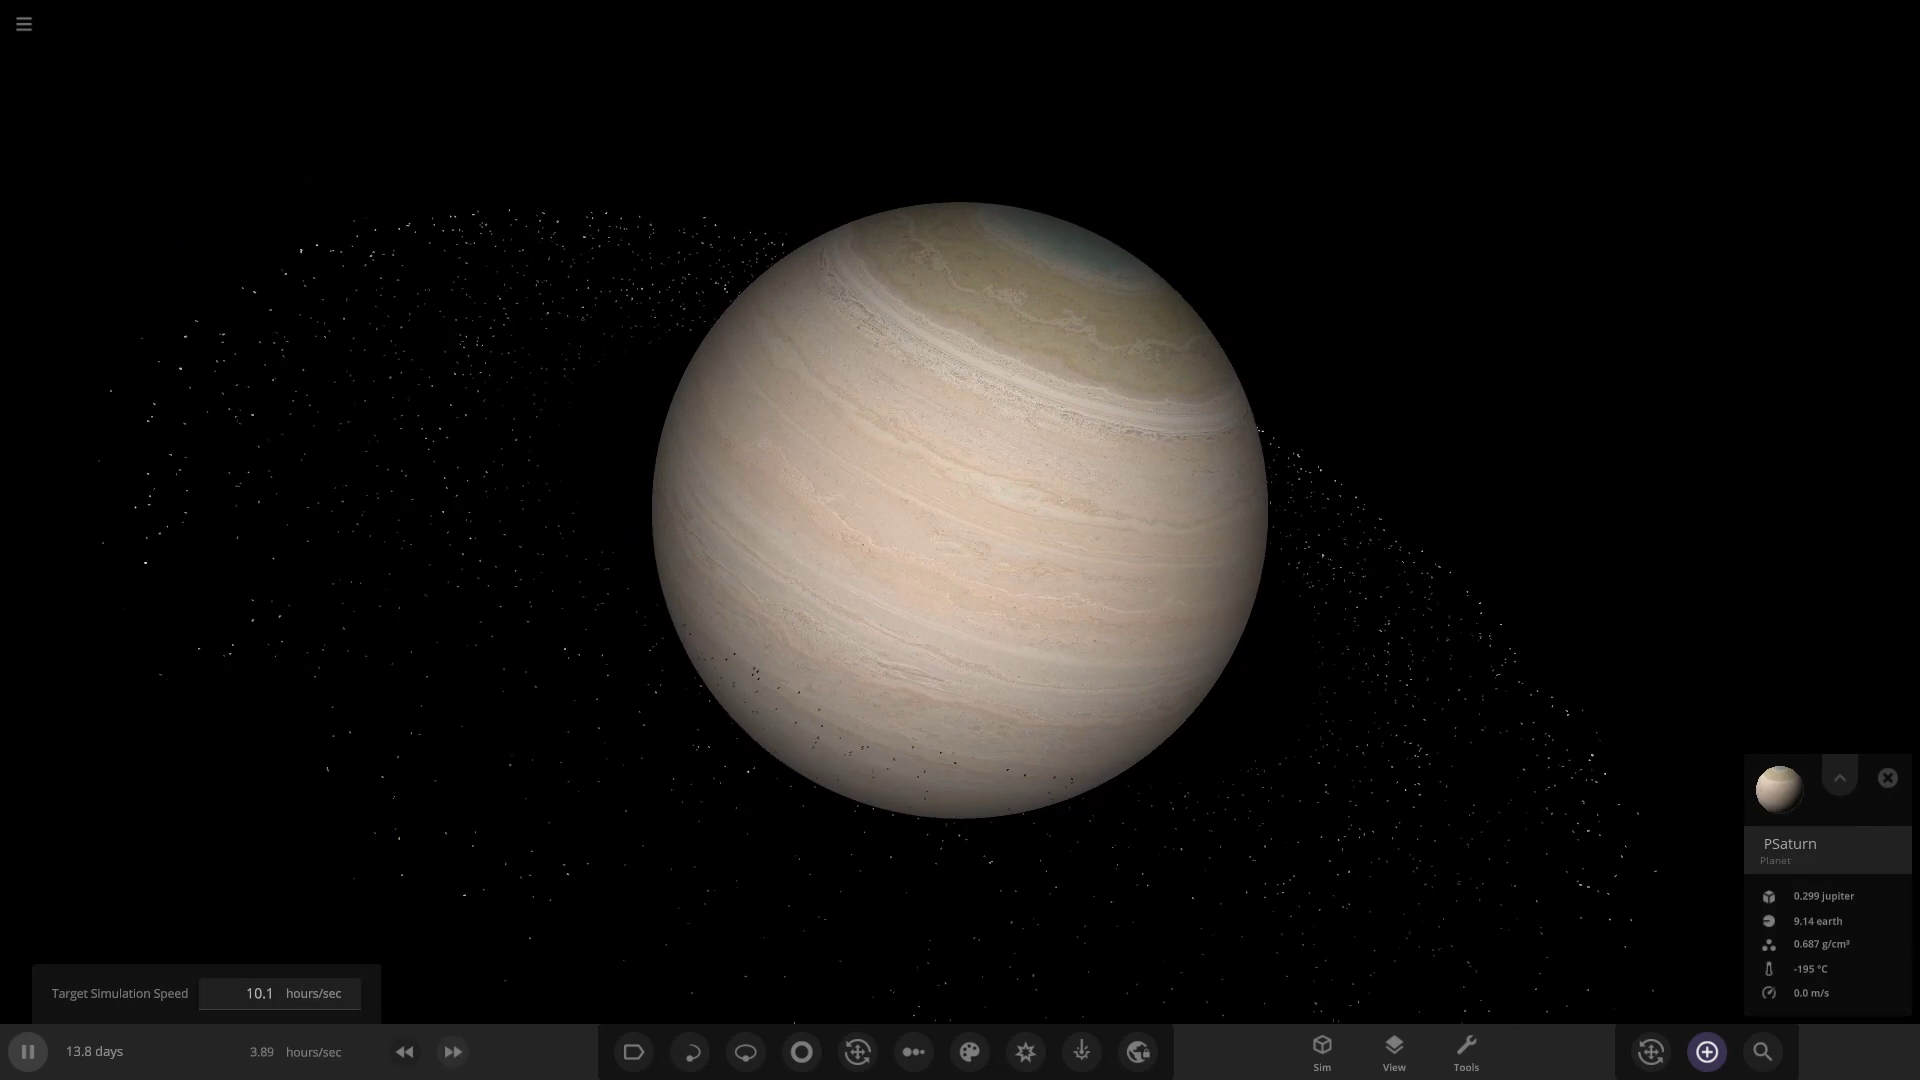 PSaturn
Planet
0.299 jupiter
9.14 earth
0.687 g/cm³
-195 °C
0.0 m/s
Target Simulation Speed 10.1 hours/sec
13.8 days 3.89 hours/sec
Sim View Tools